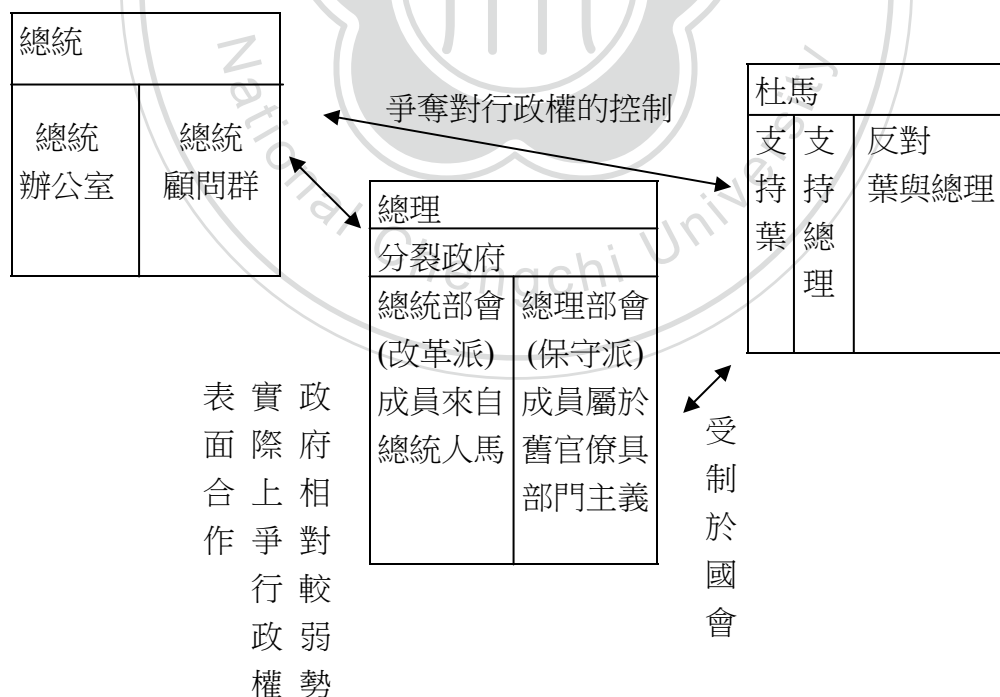 總統
總統
辦公室
總統
顧問群
爭奪對行政權的控制
杜馬
支持葉
支持總理
反對
葉與總理
總理
分裂政府
總統部會
(改革派)
成員來自
總統人馬
總理部會
(保守派)
成員屬於
舊官僚具
部門主義
表面合作
實際上爭行政權
政府相對較弱勢
受制於國會
National Chengchi University